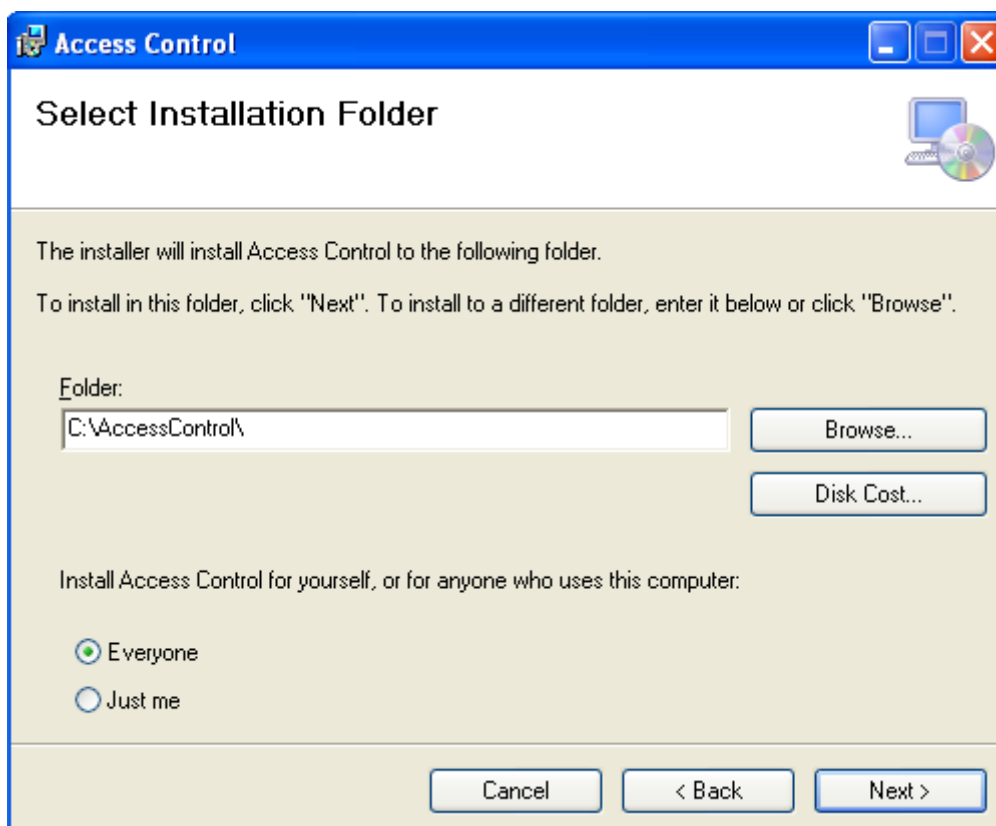 Access Control
Select Installation Folder
The installer will install Access Control to the following folder.
To install in this folder, click "Next". To install to a different folder, enter it below or click "Browse".
Folder:
C:\AccessControl\
Browse...
Disk Cost...
Install Access Control for yourself, or for anyone who uses this computer:
Everyone
Just me
Cancel
< Back
Next >